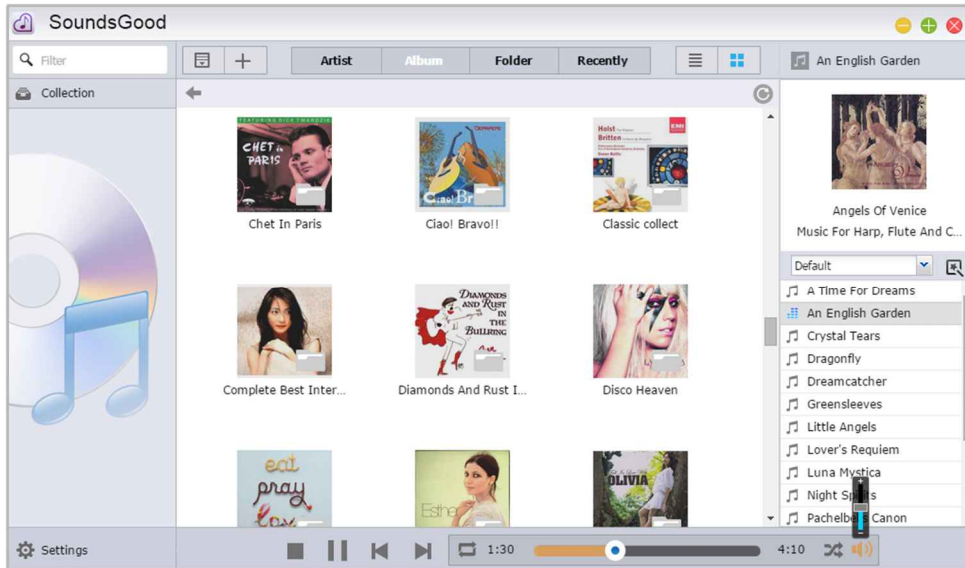 SoundsGood
Filter
Artist Album Folder Recently
An English Garden
Collection
FEATURING DICK TWARDZIK
CHET in PARIS
Ciao! Br
Holst
Britten
EMI
Chet In Paris
Ciao! Bravo!!
Classic collect
Angels Of Venice
Music For Harp, Flute And C...
Default
A Time For Dreams
An English Garden
Crystal Tears
Dragonfly
Dreamcatcher
Greensleeves
Little Angels
Lover's Requiem
Luna Mystica
Night Sp
Pachelbel
Canon
DIAMONDS
AND RUST
IN
THE
BULLRING
Complete Best Inter...
Diamonds And Rust I...
Disco Heaven
eat
pray
Esthe
OLIVIA
Settings
1:30
4:10